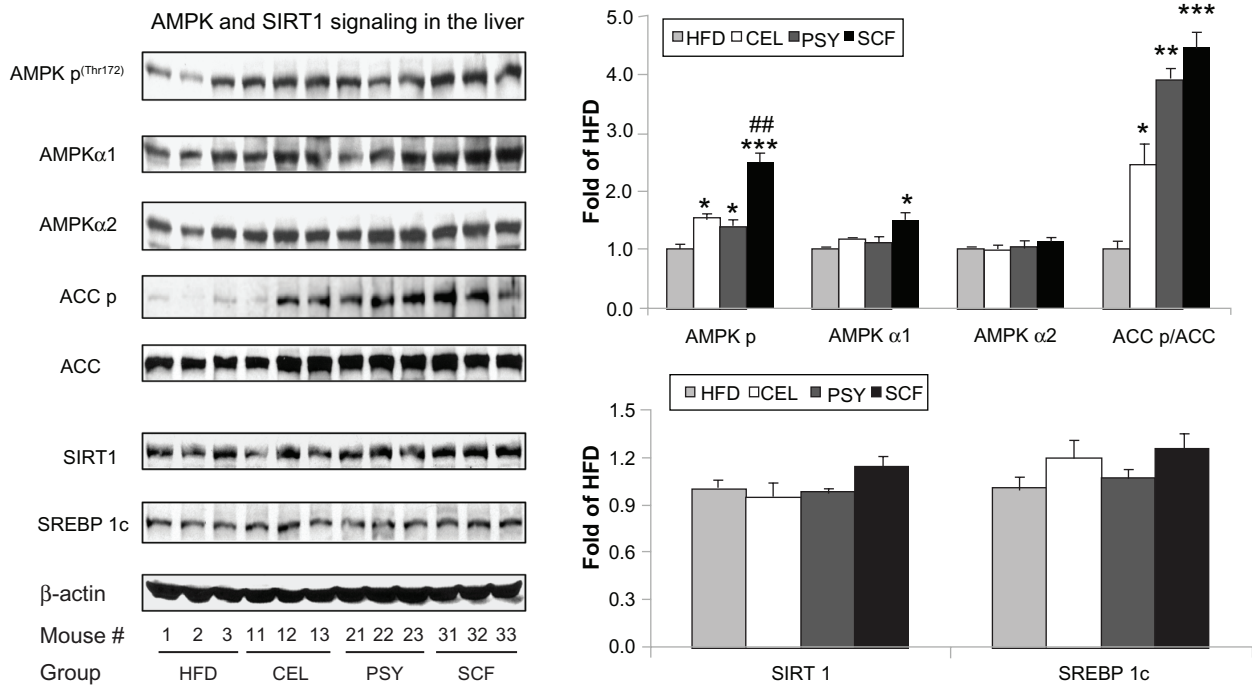 AMPK and SIRT1 signaling in the liver
AMPK p(Thr172)
AMPKα1
AMPKα2
ACC p
ACC
SIRT1
SREBP 1c
β-actin
Mouse # 1 2 3 11 12 13 21 22 23 31 32 33
Group HFD CEL PSY SCF
Fold of HFD
5.0
4.0
3.0
2.0
1.0
0.0
HFD CEL PSY SCF
* * *** ##
*
* ** ***
AMPK p AMPK α1 AMPK α2 ACC p/ACC
Fold of HFD
1.5
1.2
0.9
0.6
0.3
0.0
HFD CEL PSY SCF
SIRT 1 SREBP 1c